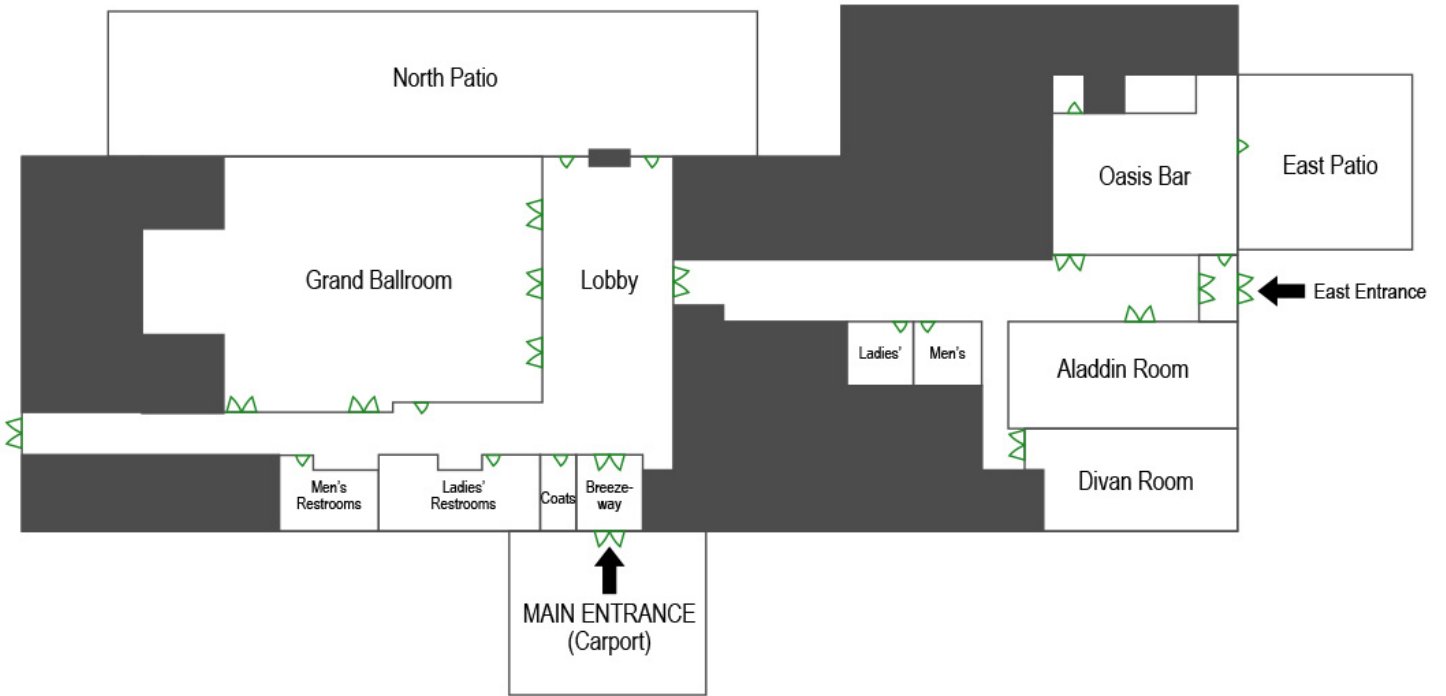 North Patio
Oasis Bar
East Patio
Grand Ballroom
Lobby
East Entrance
Ladies'
Men's
Aladdin Room
Men's
Restrooms
Ladies'
Restrooms
Coats
Breeze-
way
Divan Room
MAIN ENTRANCE
(Carport)